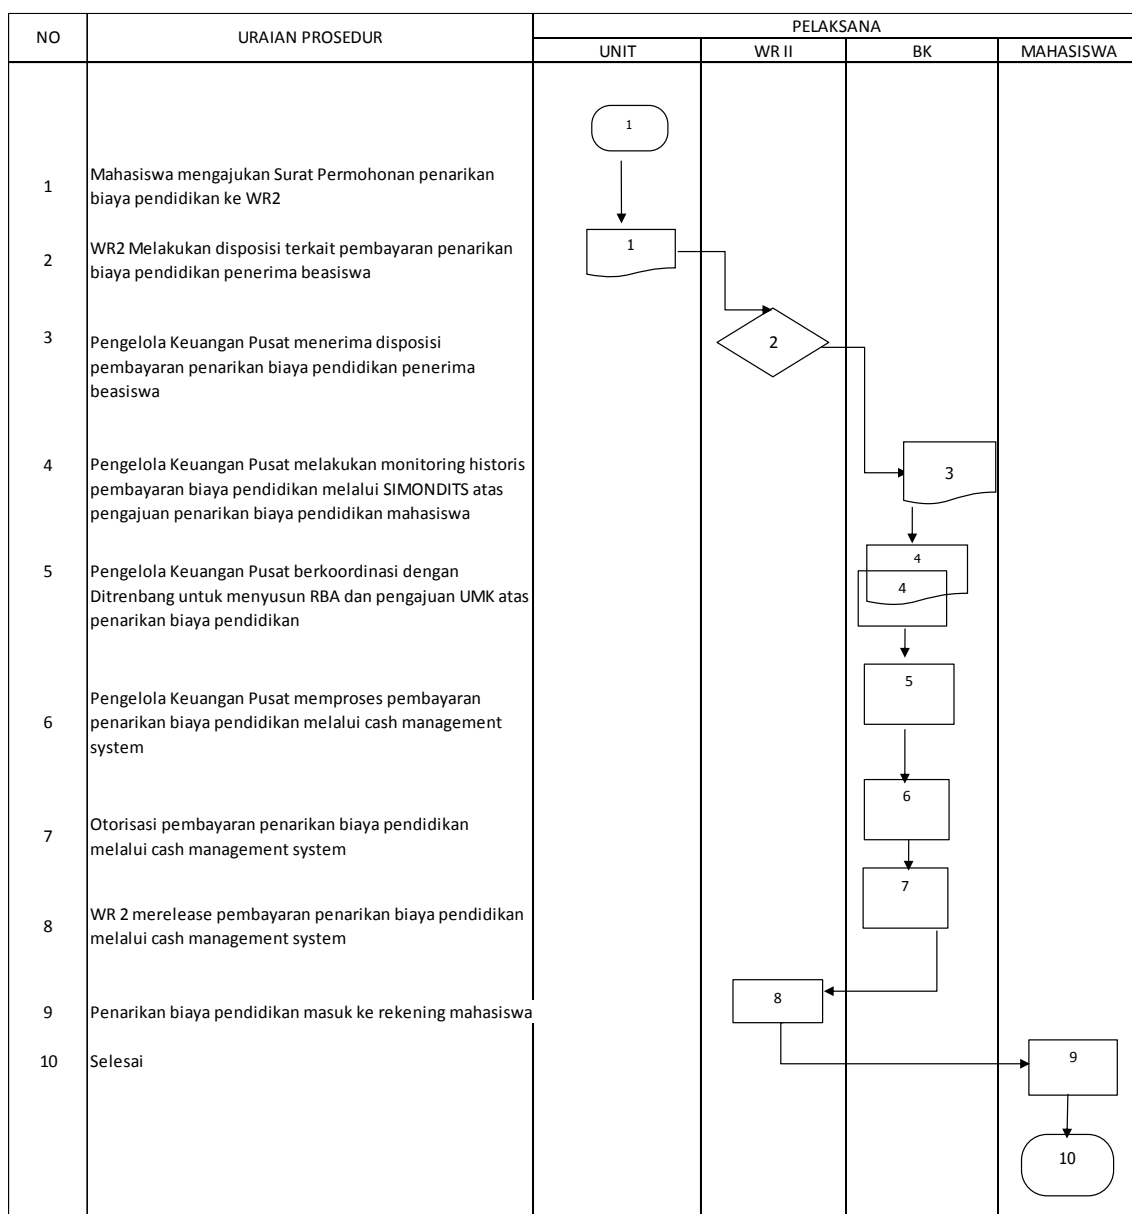 NO
URAIAN PROSEDUR
PELAKSANA
UNIT
WR II
BK
MAHASISWA
1
1
Mahasiswa mengajukan Surat Permohonan penarikan
biaya pendidikan ke WR2
1
2
WR2 Melakukan disposisi terkait pembayaran penarikan
biaya pendidikan penerima beasiswa
2
3
Pengelola Keuangan Pusat menerima disposisi
pembayaran penarikan biaya pendidikan penerima
beasiswa
3
4
Pengelola Keuangan Pusat melakukan monitoring historis
pembayaran biaya pendidikan melalui SIMONDITS atas
pengajuan penarikan biaya pendidikan mahasiswa
4
4
5
Pengelola Keuangan Pusat berkoordinasi dengan
Ditrenbang untuk menyusun RBA dan pengajuan UMK atas
penarikan biaya pendidikan
5
6
Pengelola Keuangan Pusat memproses pembayaran
penarikan biaya pendidikan melalui cash management
system
6
7
Otorisasi pembayaran penarikan biaya pendidikan
melalui cash management system
7
8
WR 2 merelease pembayaran penarikan biaya pendidikan
melalui cash management system
8
9
Penarikan biaya pendidikan masuk ke rekening mahasiswa
9
10
Selesai
10